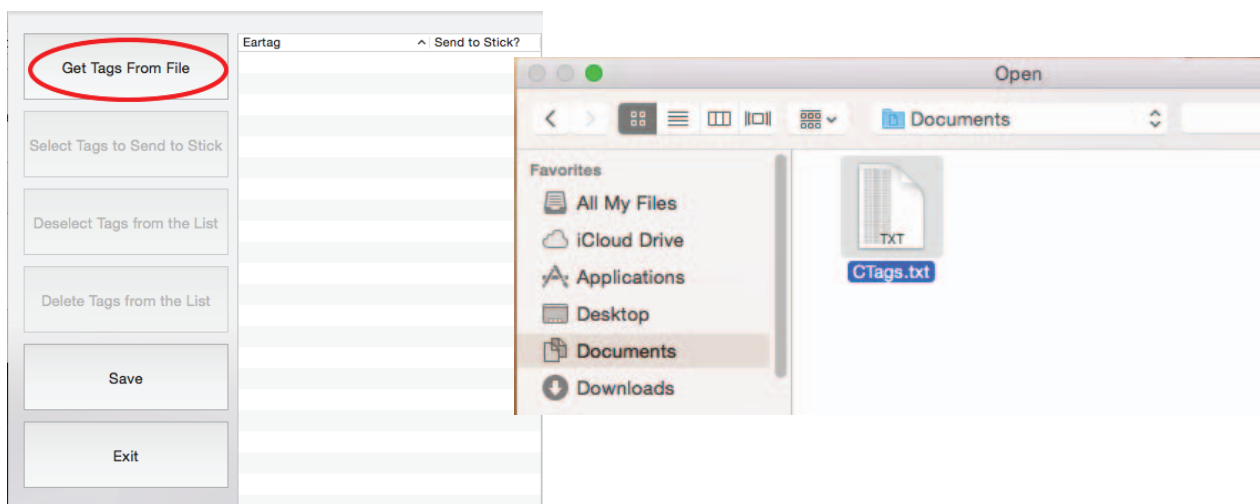 Get Tags From File
Select Tags to Send to Stick
Deselect Tags from the List
Delete Tags from the List
Save
Exit
Eartag
Send to Stick?
Open
Documents
Favorites
All My Files
iCloud Drive
Applications
Desktop
Documents
Downloads
TXT
CTags.txt